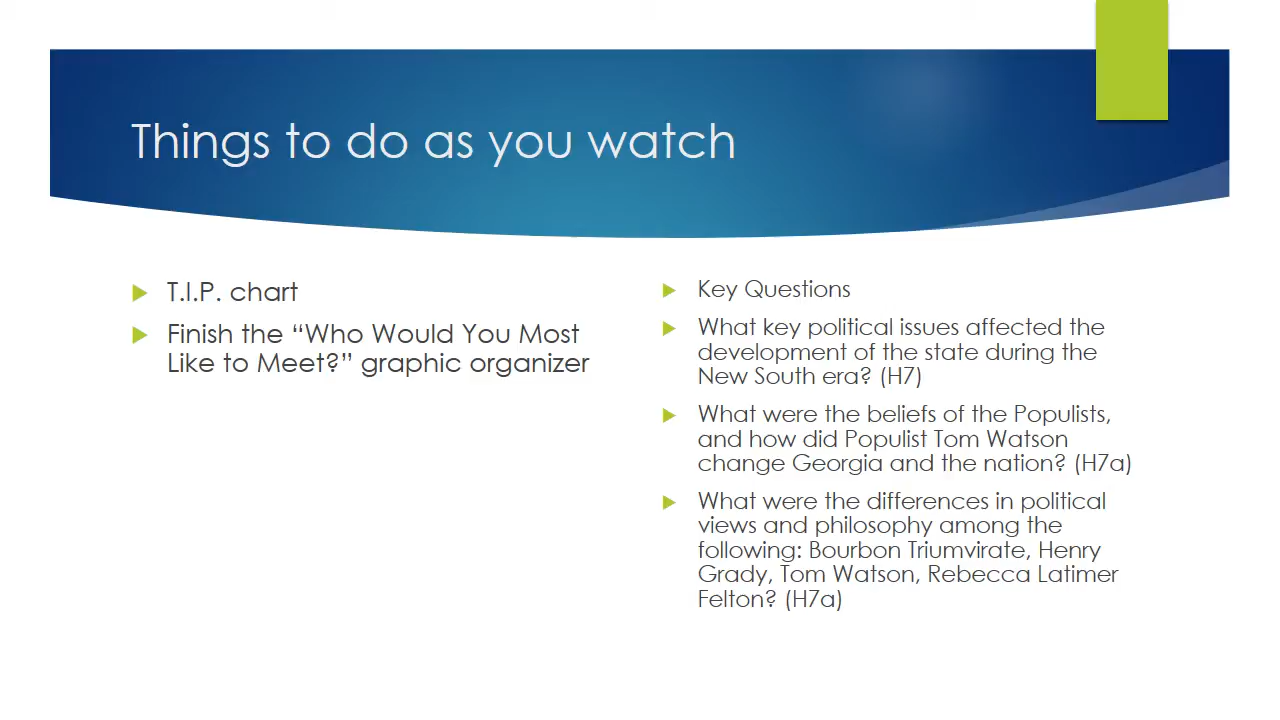 Things to do as you watch
T.I.P. chart
Finish the “Who Would You Most
Like to Meet?” graphic organizer
Key Questions
What key political issues affected the
development of the state during the
New South era? (H7)
What were the beliefs of the Populists,
and how did Populist Tom Watson
change Georgia and the nation? (H7a)
What were the differences in political
views and philosophy among the
following: Bourbon Triumvirate, Henry
Grady, Tom Watson, Rebecca Latimer
Felton? (H7a)